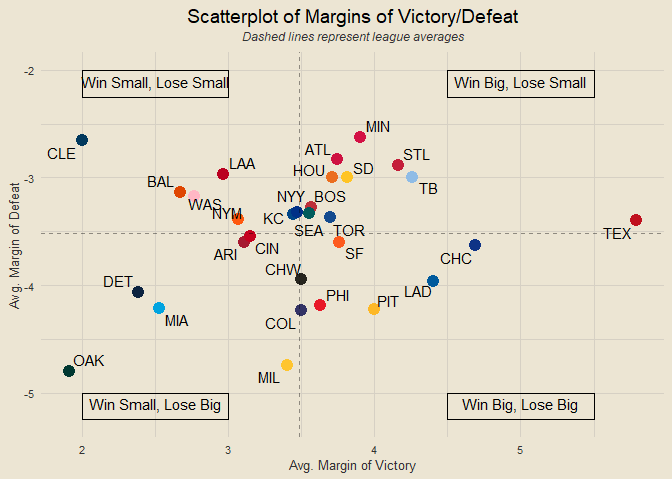 Scatterplot of Margins of Victory/Defeat
Dashed lines represent league averages
-2
Win Small, Lose Small
Win Big, Lose Small
MIN
ATL
STL
CLE
LAA
HOU
SD
-3
BAL
TB
WAS
NYY
BOS
NYM
KC
SEA
TOR
TEX
ARI
CIN
SF
CHC
CHW
Avg. Margin of Defeat
DET
LAD
-4
PHI
PIT
MIA
COL
OAK
MIL
-5
Win Small, Lose Big
Win Big, Lose Big
2
3
4
5
Avg. Margin of Victory